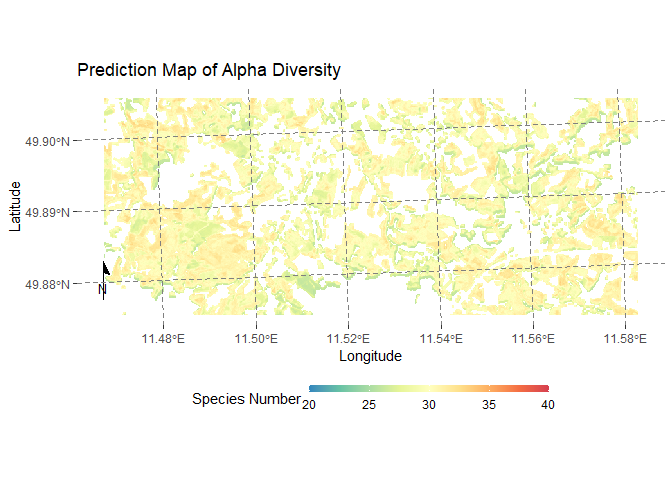 Prediction Map of Alpha Diversity
49.90°N
49.89°N
49.88°N
Latitude
N
11.48°E 11.50°E 11.52°E 11.54°E 11.56°E 11.58°E
Longitude
Species Number
20 25 30 35 40